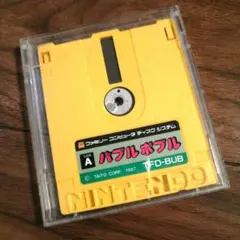 ファミリー コンピュータ ディスク システム
A
バブルボブル
TFD-BUB
© TAITO CORP. 1987
NINTENDO